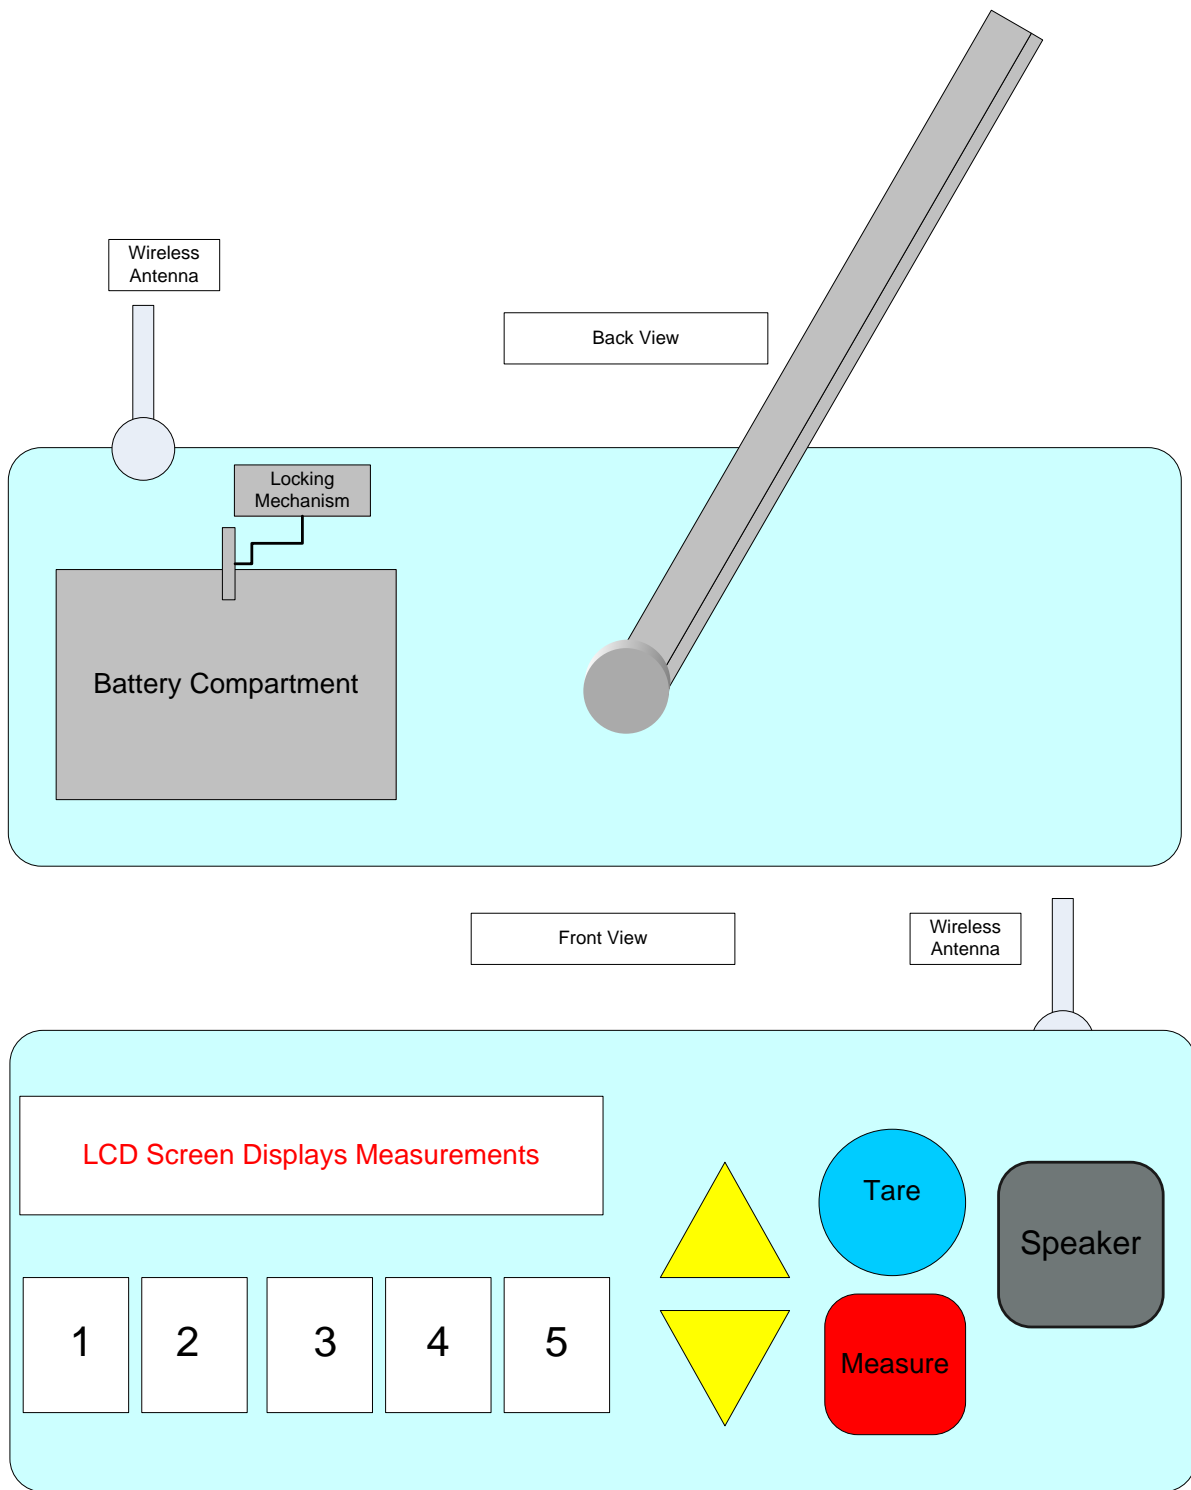 Wireless
Antenna
Back View
Locking
Mechanism
Battery Compartment
Front View
Wireless
Antenna
LCD Screen Displays Measurements
Tare
Speaker
1
2
3
4
5
Measure